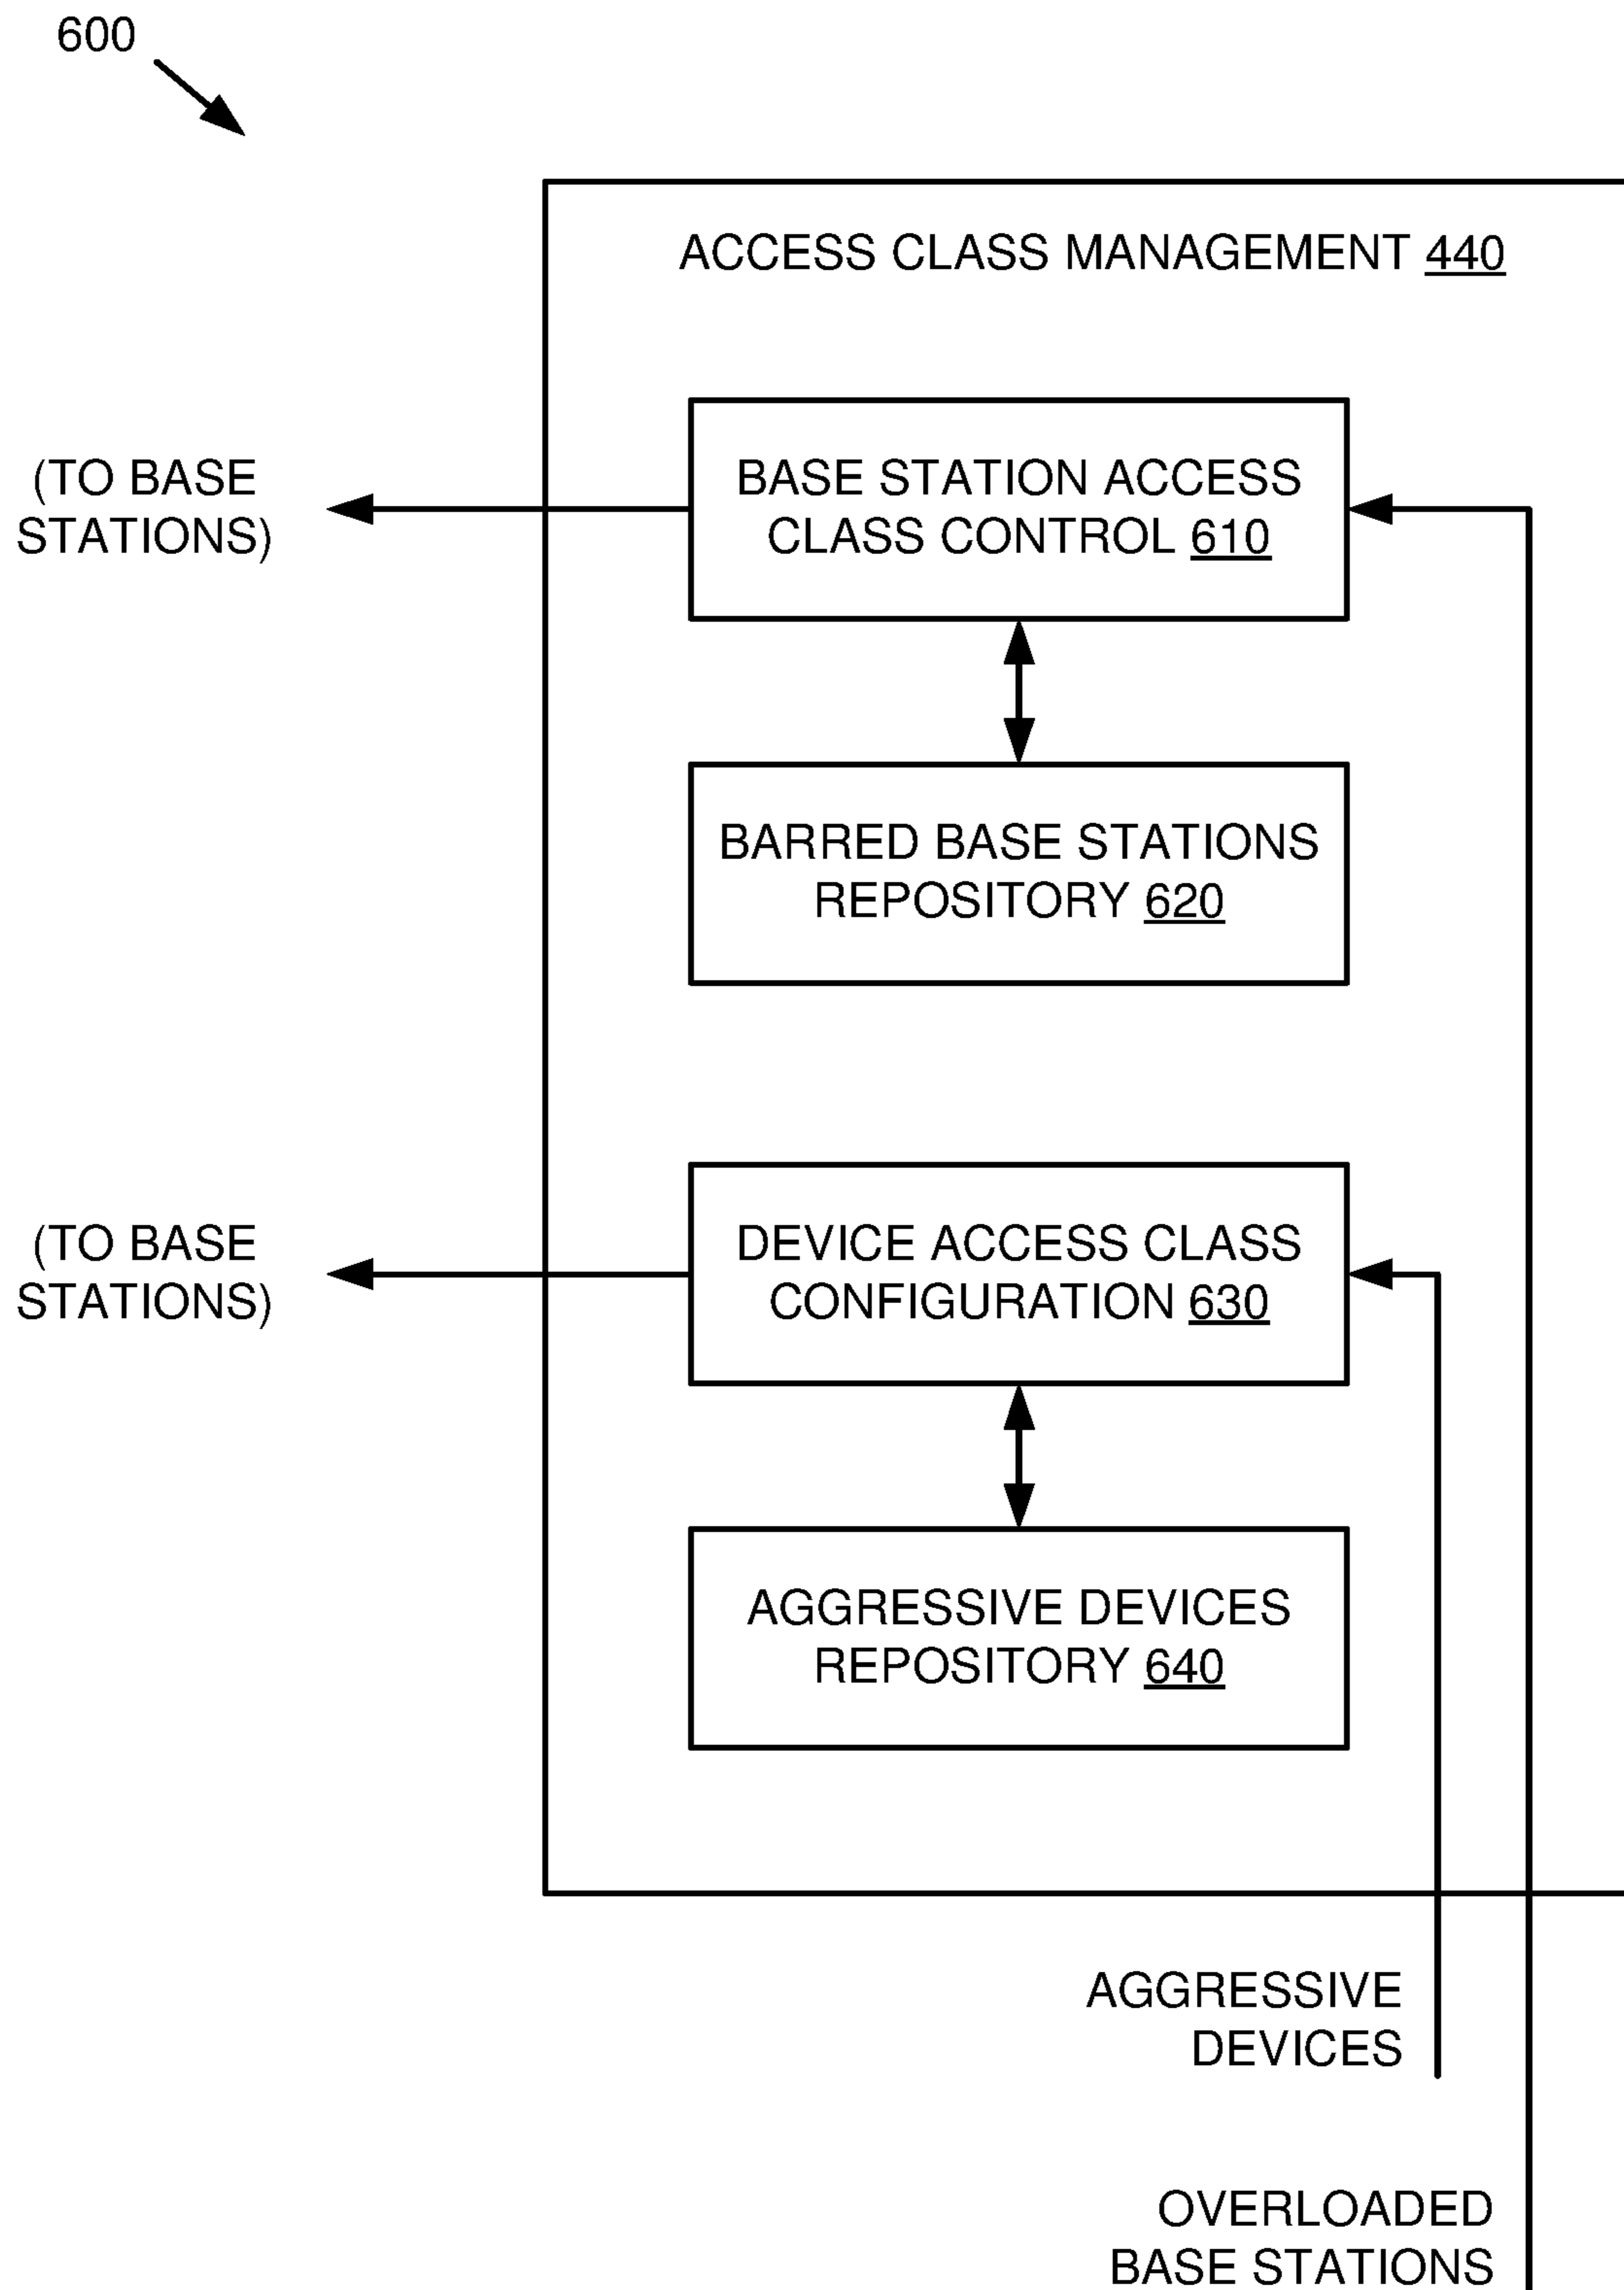 600
ACCESS CLASS MANAGEMENT 440
(TO BASE
STATIONS)
BASE STATION ACCESS
CLASS CONTROL 610
BARRED BASE STATIONS
REPOSITORY 620
(TO BASE
STATIONS)
DEVICE ACCESS CLASS
CONFIGURATION 630
AGGRESSIVE DEVICES
REPOSITORY 640
AGGRESSIVE
DEVICES
OVERLOADED
BASE STATIONS